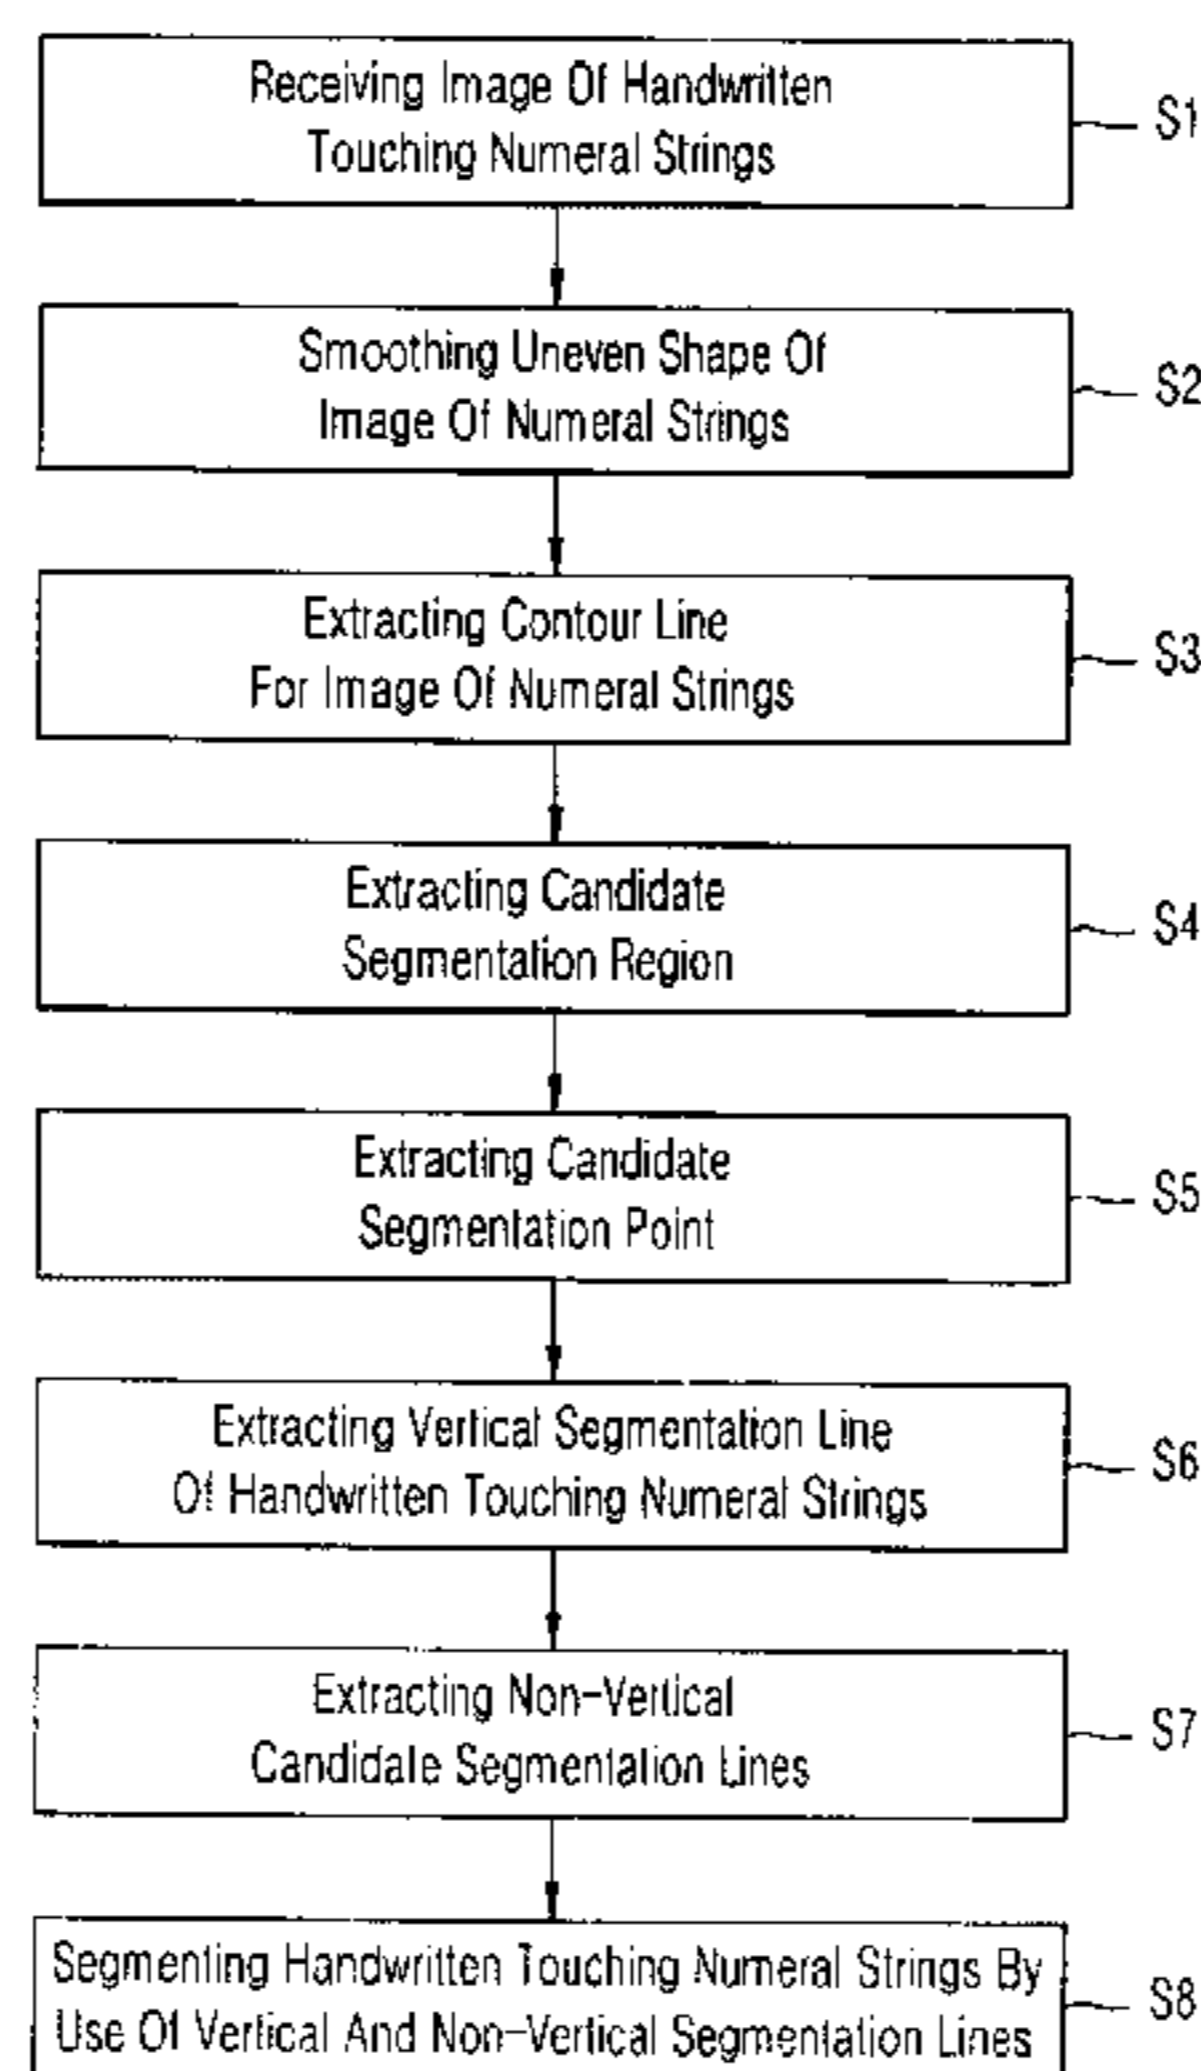 Receiving Image Of Handwritten
Touching Numeral Strings
S1
Smoothing Uneven Shape Of
Image Of Numeral Strings
S2
Extracting Contour Line
For Image Of Numeral Strings
S3
Extracting Candidate
Segmentation Region
S4
Extracting Candidate
Segmentation Point
S5
Extracting Vertical Segmentation Line
Of Handwritten Touching Numeral Strings
S6
Extracting Non-Vertical
Candidate Segmentation Lines
S7
Segmenting Handwritten Touching Numeral Strings By
Use Of Vertical And Non-Vertical Segmentation Lines
S8